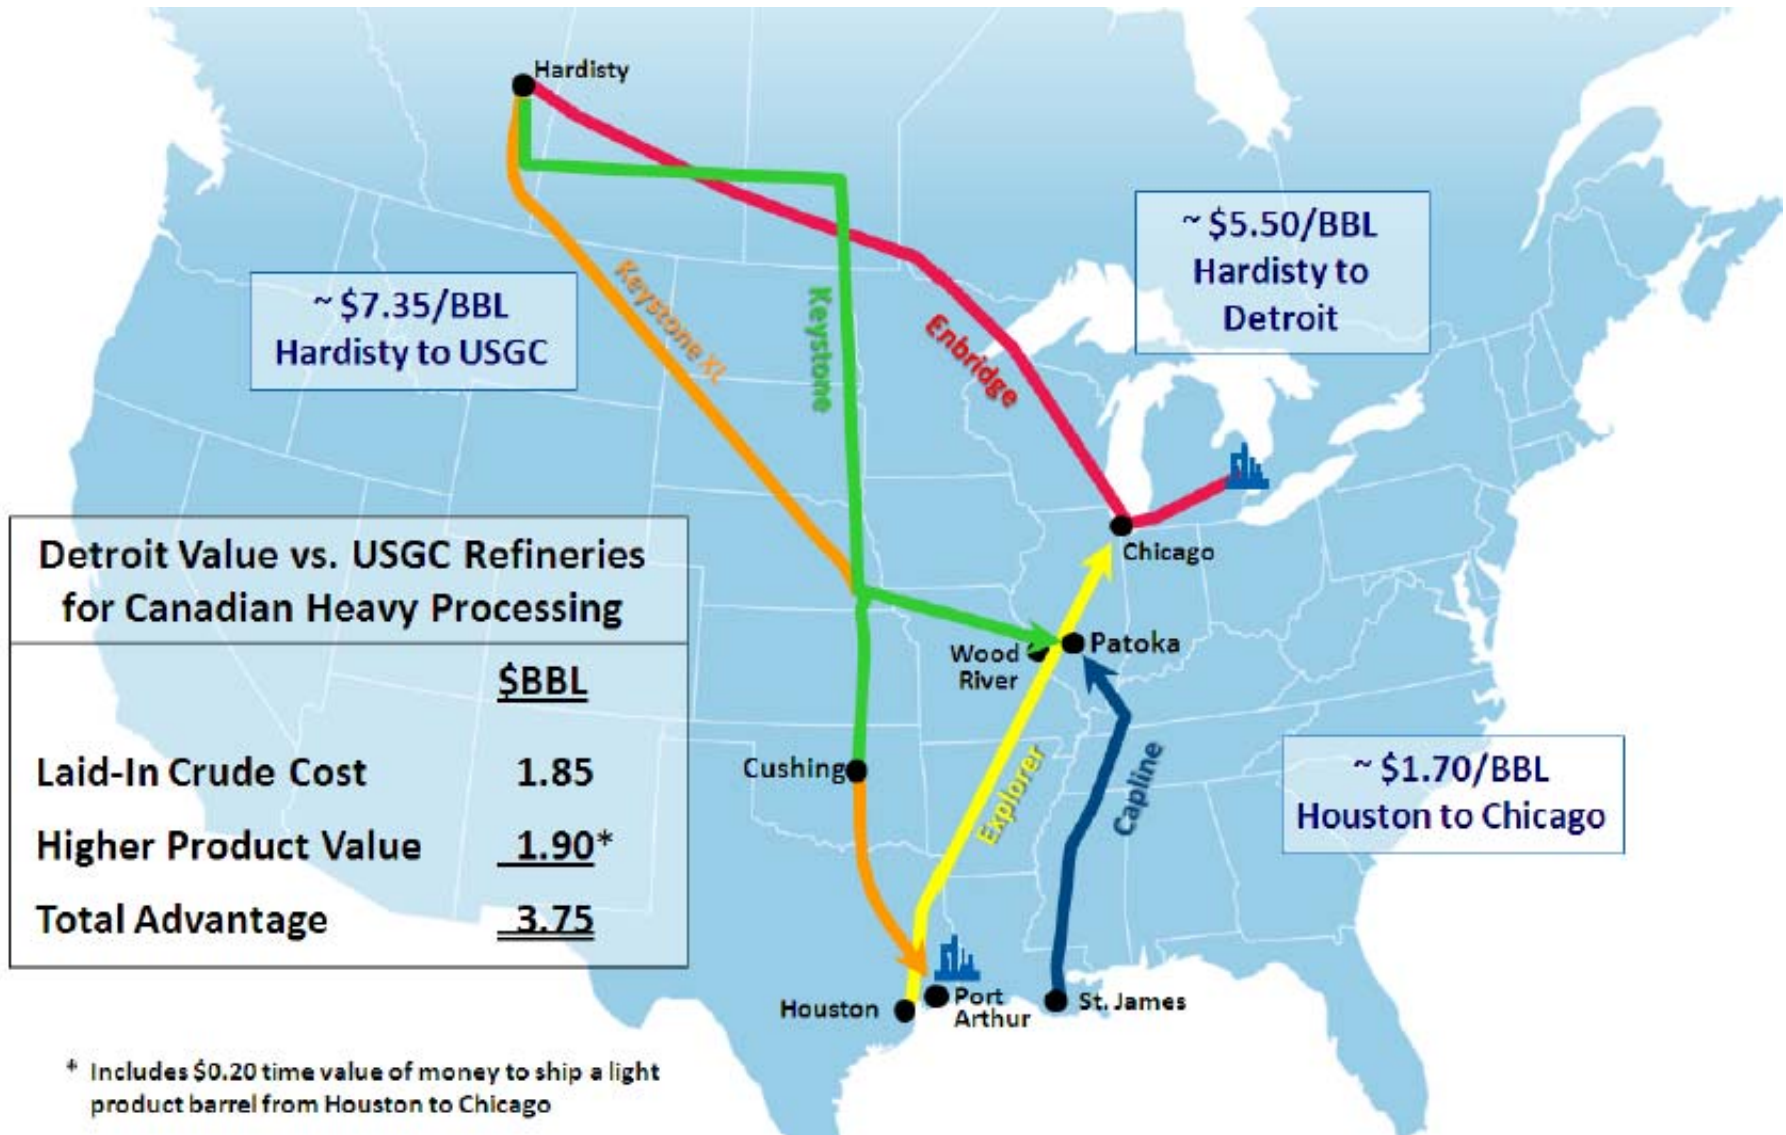 Hardisty
~ $5.50/BBL
Hardisty to
Detroit
~ $7.35/BBL
Hardisty to USGC
Keystone XL
Keystone
Enbridge
Chicago
Detroit Value vs. USGC Refineries
for Canadian Heavy Processing
$BBL
Laid-In Crude Cost 1.85
Higher Product Value 1.90*
Total Advantage 3.75
Wood
River
Patoka
Cushing
Explorer
Capline
~ $1.70/BBL
Houston to Chicago
Houston
Port
Arthur
St. James
* Includes $0.20 time value of money to ship a light
product barrel from Houston to Chicago